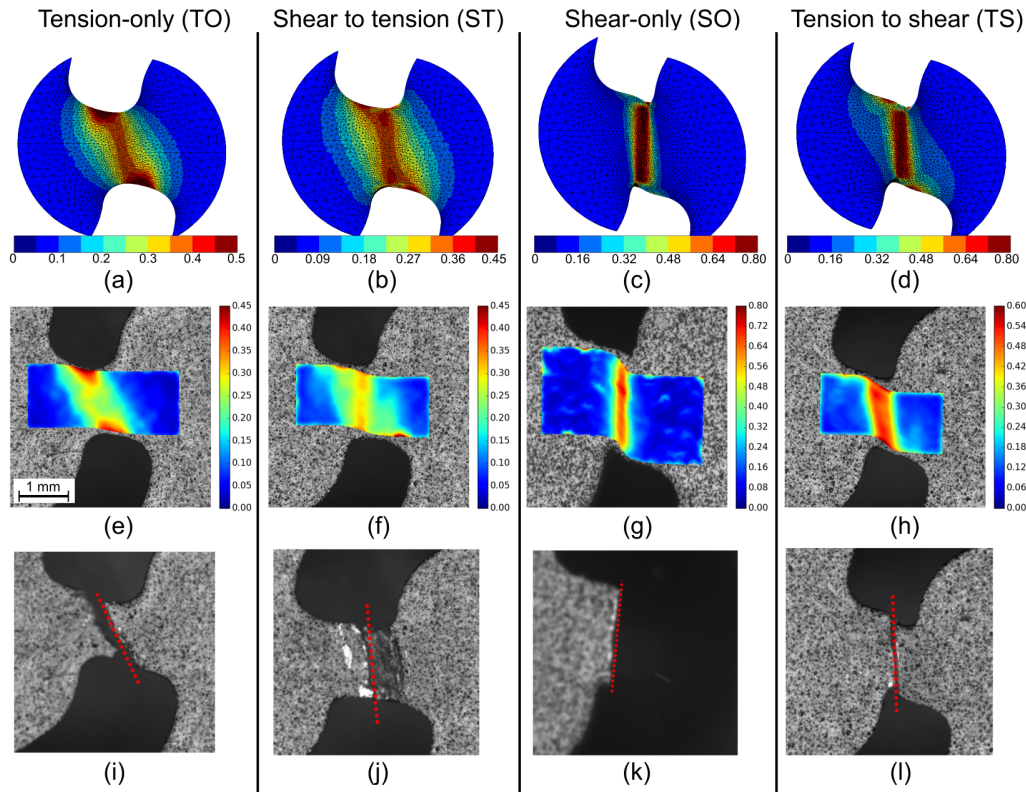 Tension-only (TO) Shear to tension (ST) Shear-only (SO) Tension to shear (TS)
0 0.1 0.2 0.3 0.4 0.5 0 0.09 0.18 0.27 0.36 0.45 0 0.16 0.32 0.48 0.64 0.80 0 0.16 0.32 0.48 0.64 0.80
(a) (b) (c) (d)
0.45 0.45 0.80 0.60
0.40 0.40 0.72 0.54
0.35 0.35 0.64 0.48
0.30 0.30 0.56 0.42
0.25 0.25 0.48 0.36
0.40 0.30
0.20 0.20 0.32 0.24
0.15 0.15 0.24 0.18
0.10 0.10 0.16 0.12
0.05 0.05 0.08 0.06
1 mm
0.00 0.00 0.00 0.00
(e) (f) (g) (h)
(i) (j) (k) (l)